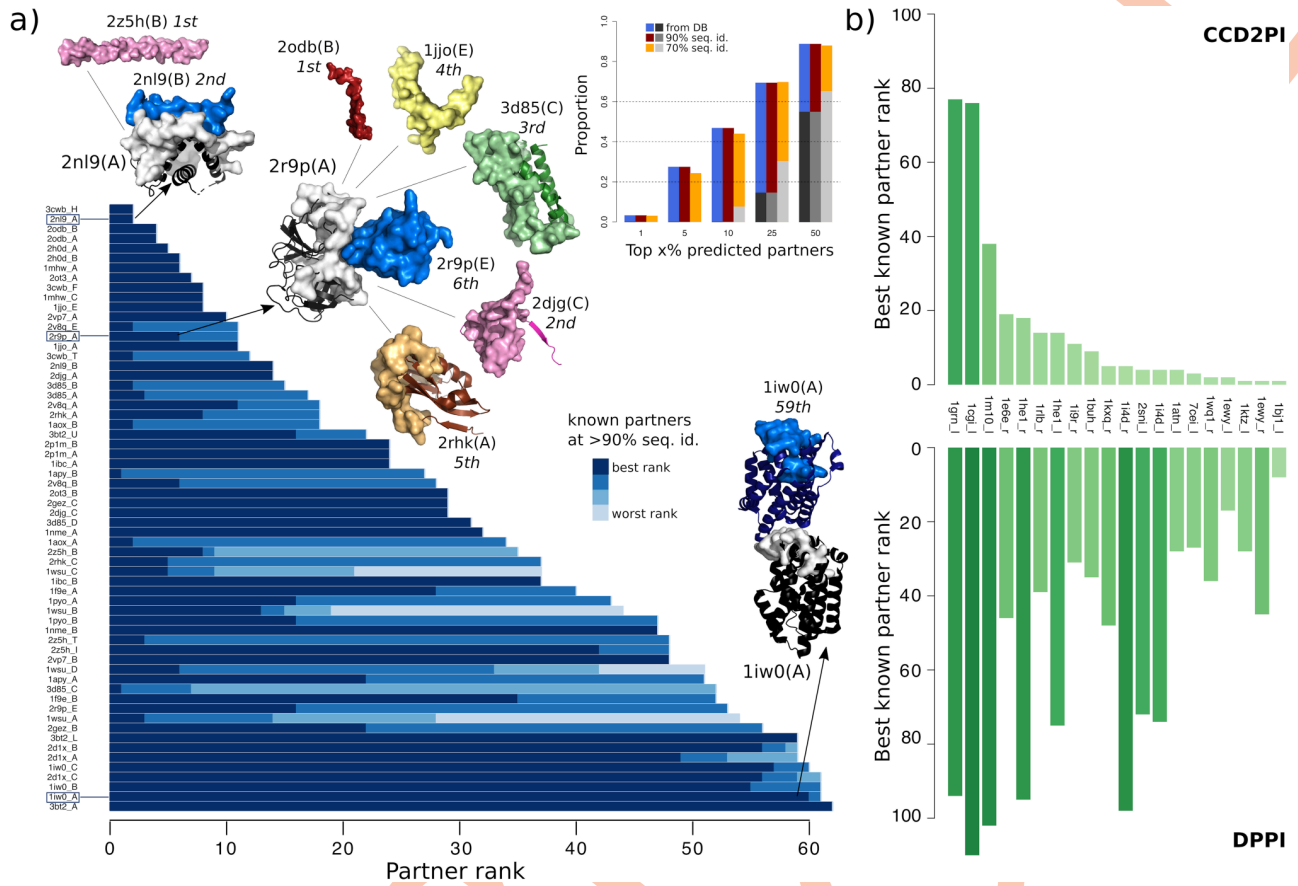 a)
2z5h(B) 1st
2nl9(B) 2nd
2nl9(A)
2odb(B)
1st
1jjo(E)
4th
3d85(C)
3rd
2r9p(A)
2r9p(E)
6th
2djg(C)
2nd
2rhk(A)
5th
Proportion
1.0
0.8
0.6
0.4
0.2
0.0
from DB
90% seq. id.
70% seq. id.
1 5 10 25 50
Top x% predicted partners
known partners
at >90% seq. id.
best rank
worst rank
1iw0(A)
59th
1iw0(A)
3cwb_H
2nl9_A
2odb_B
2odb_A
2h0d_A
2h0d_B
1mhw_A
2ot3_A
3cwb_F
1mhw_C
1jjo_E
2vp7_A
2v8q_E
2r9p_A
1jjo_A
3cwb_T
2nl9_B
2djg_A
3d85_B
3d85_A
2v8q_A
2rhk_A
1aox_B
3bt2_U
2p1m_B
2p1m_A
1ibc_A
1apy_B
2v8q_B
2ot3_B
2gez_C
2djg_C
3d85_D
1nme_A
1aox_A
2z5h_B
2rhk_C
1wsu_C
1ibc_B
1f9e_A
1pyo_A
1wsu_B
1pyo_B
1nme_B
2z5h_T
2z5h_I
2vp7_B
1wsu_D
1apy_A
3d85_C
1f9e_B
2r9p_E
1wsu_A
2gez_B
3bt2_L
2d1x_B
2d1x_A
1iw0_C
2d1x_C
1iw0_B
1iw0_A
3bt2_A
0 10 20 30 40 50 60
Partner rank
b)
CCD2PI
Best known partner rank
100
80
60
40
20
0
1grn_l
1cgi_l
1m10_l
1e6e_r
1he1_r
1rlb_r
1he1_l
1i9r_r
1buh_r
1kxq_r
1i4d_r
2sni_l
1i4d_l
1atn_l
7cei_l
1wq1_r
1ewy_l
1ktz_l
1ewy_r
1bj1_l
Best known partner rank
0
20
40
60
80
100
DPPI